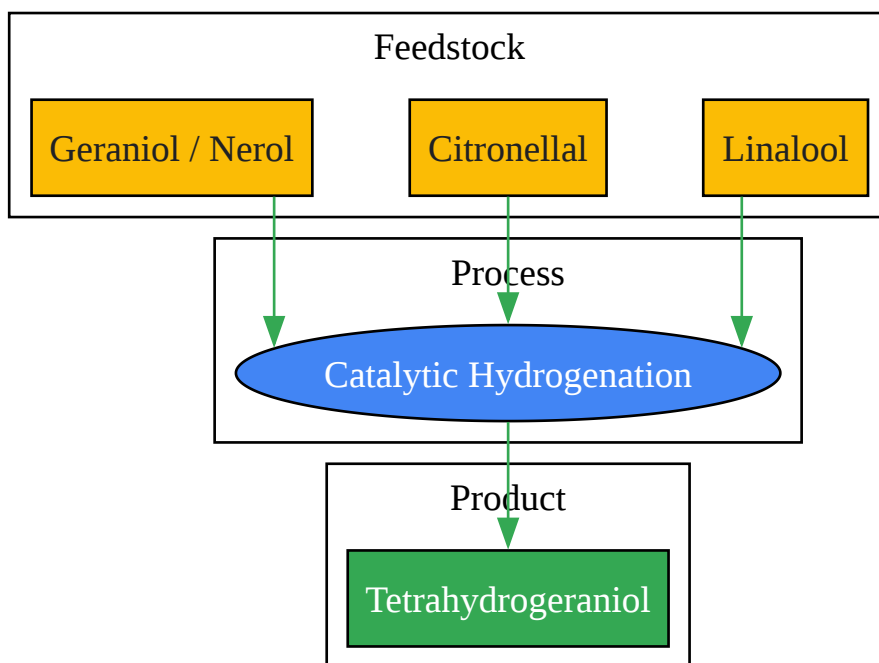 Feedstock
Geraniol / Nerol
Citronellal
Linalool
Process
Catalytic Hydrogenation
Product
Tetrahydrogeraniol